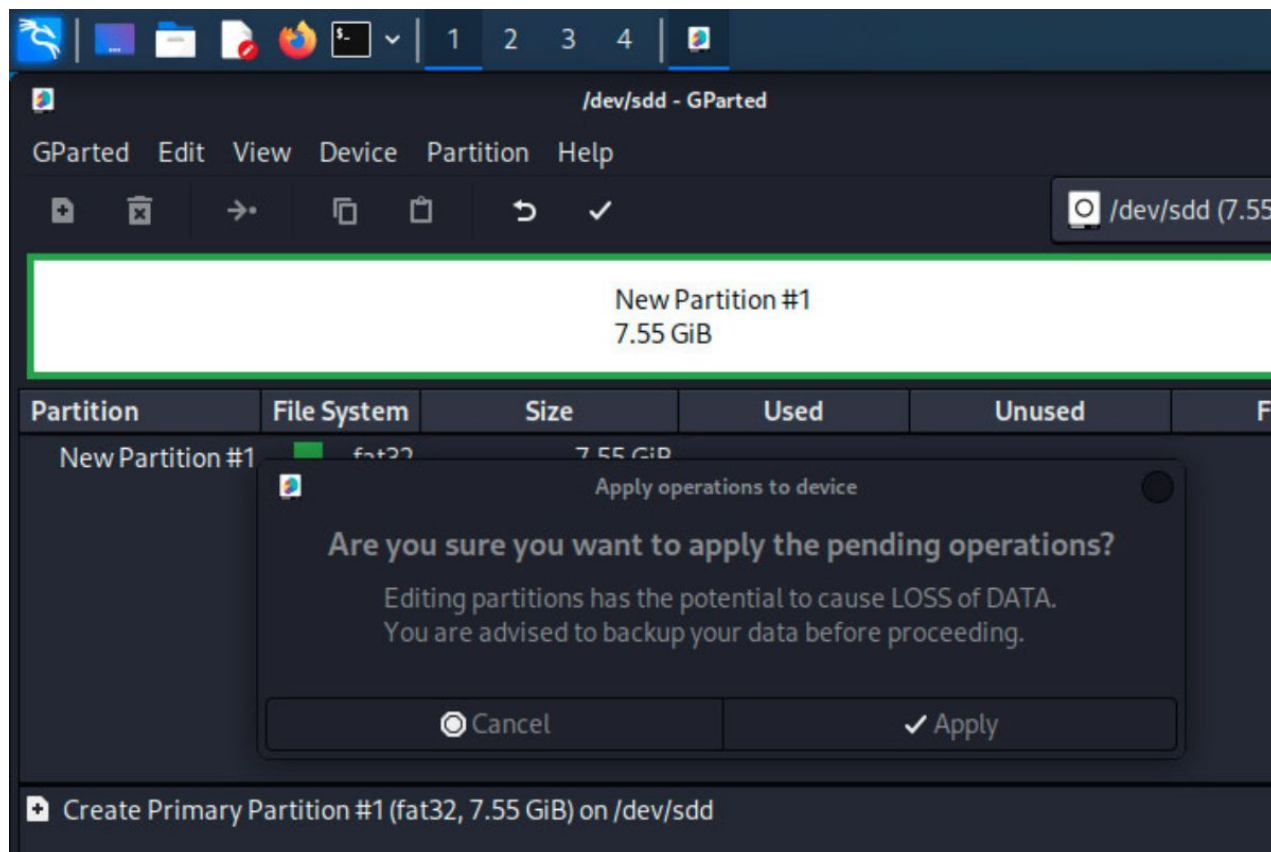 1 2 3 4
/dev/sdd - GParted
GParted Edit View Device Partition Help
/dev/sdd (7.55
New Partition #1
7.55 GiB
Partition File System Size Used Unused F
New Partition #1 fat32 7.55 GiB
Apply operations to device
Are you sure you want to apply the pending operations?
Editing partitions has the potential to cause LOSS of DATA.
You are advised to backup your data before proceeding.
Cancel Apply
Create Primary Partition #1 (fat32, 7.55 GiB) on /dev/sdd